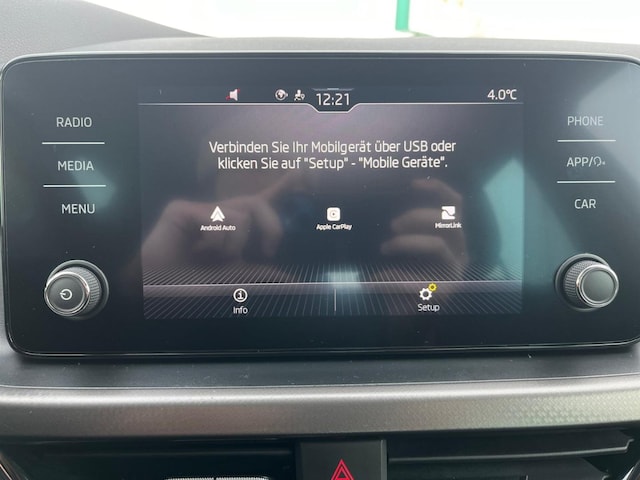 12:21
4.0°C
RADIO
MEDIA
MENU
Verbinden Sie Ihr Mobilgerät über USB oder
klicken Sie auf "Setup" - "Mobile Geräte".
Android Auto
Apple CarPlay
MirrorLink
Info
Setup
PHONE
APP/
CAR